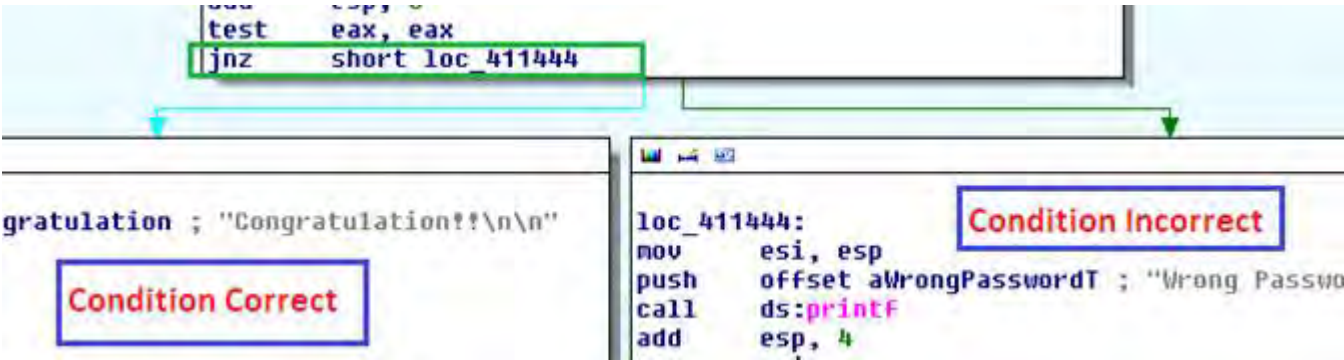 test eax, eax
jnz short loc_411444
gratulation ; "Congratulation!!\n\n"
Condition Correct
loc_411444:
Condition Incorrect
mov esi, esp
push offset aWrongPasswordT ; "Wrong Passwo
call ds:printf
add esp, 4